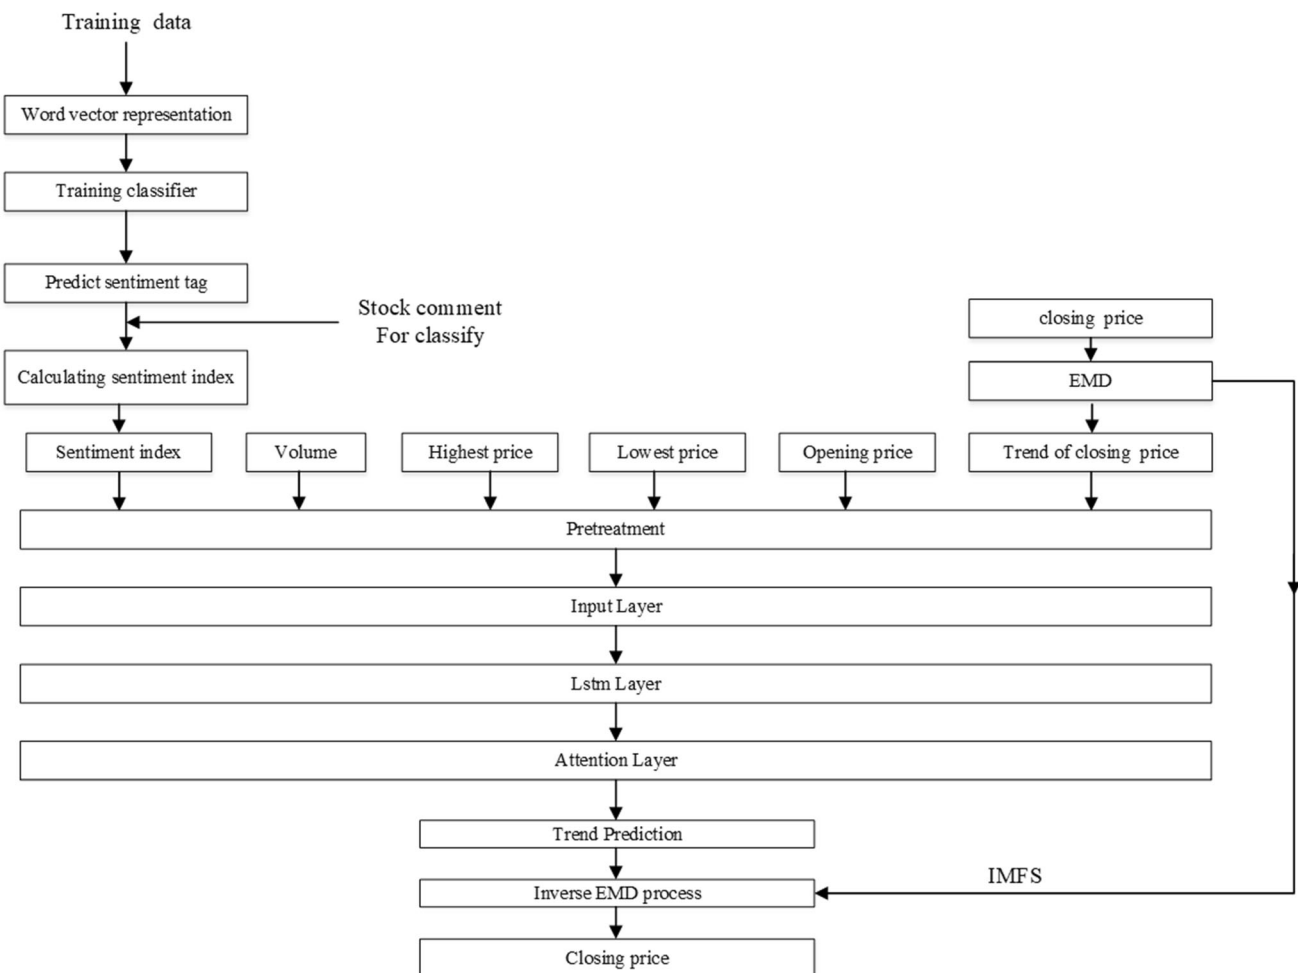 Training data
Word vector representation
Training classifier
Predict sentiment tag
Stock comment
For classify
closing price
Calculating sentiment index
EMD
Sentiment index
Volume
Highest price
Lowest price
Opening price
Trend of closing price
Pretreatment
Input Layer
Lstm Layer
Attention Layer
Trend Prediction
IMFS
Inverse EMD process
Closing price